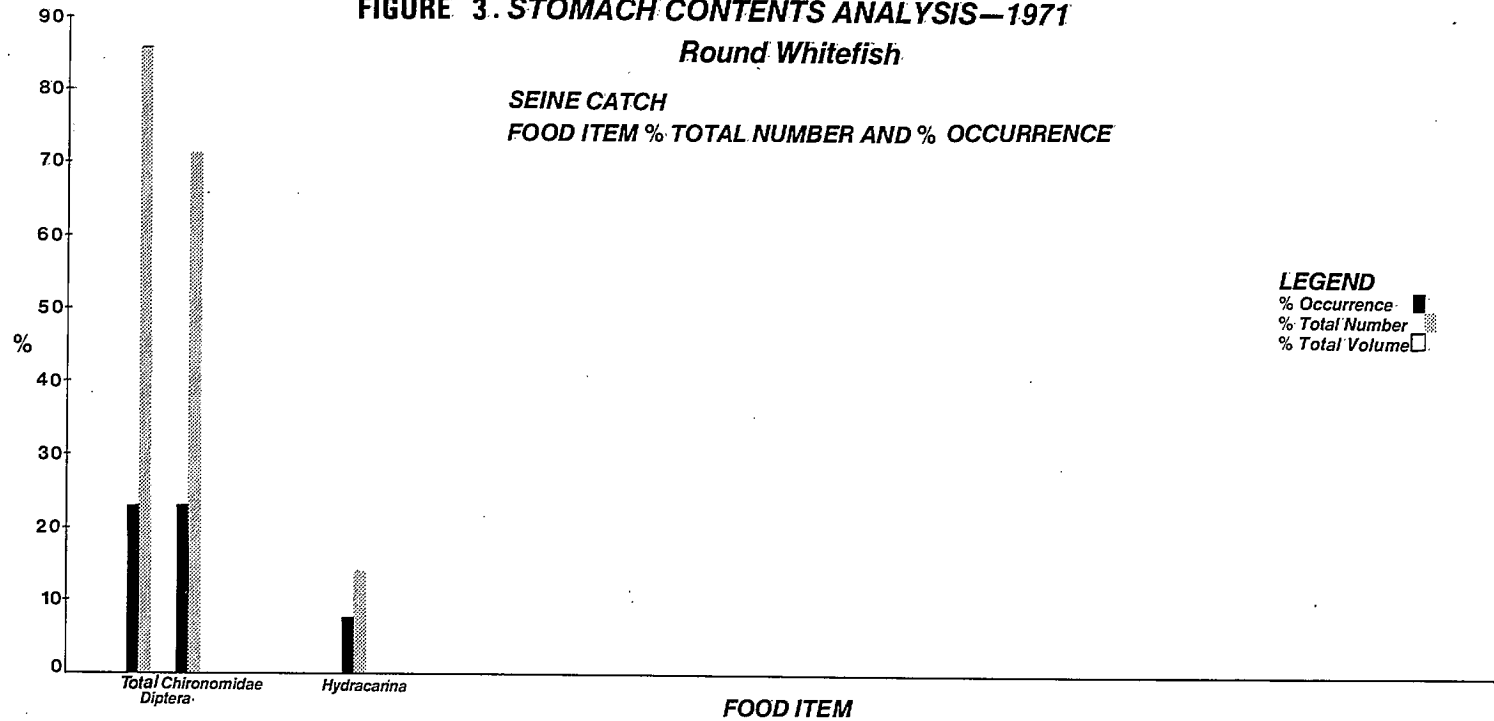 FIGURE 3. STOMACH CONTENTS ANALYSIS—1971
Round Whitefish
SEINE CATCH
FOOD ITEM % TOTAL NUMBER AND % OCCURRENCE
90
80
70
60
50
%
40
30
20
10
0
LEGEND
% Occurrence
% Total Number
% Total Volume
Total Chironomidae Hydracarina
Diptera
FOOD ITEM